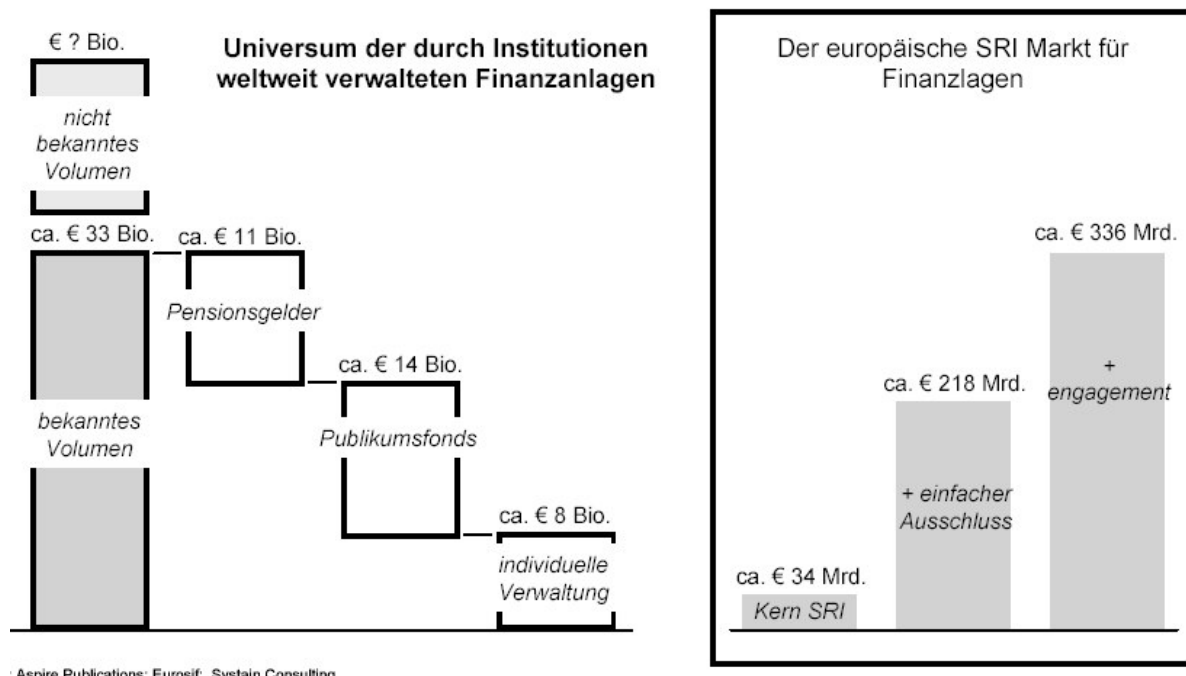 € ? Bio.
Universum der durch Institutionen
weltweit verwalteten Finanzanlagen
nicht
bekanntes
Volumen
ca. € 33 Bio.
ca. € 11 Bio.
Pensionsgelder
ca. € 14 Bio.
Publikumsfonds
bekanntes
Volumen
ca. € 8 Bio.
individuelle
Verwaltung
Der europäische SRI Markt für
Finanzlagen
ca. € 336 Mrd.
+
engagement
ca. € 218 Mrd.
+ einfacher
Ausschluss
ca. € 34 Mrd.
Kern SRI
: Aspire Publications; Eurosif; Systain Consulting